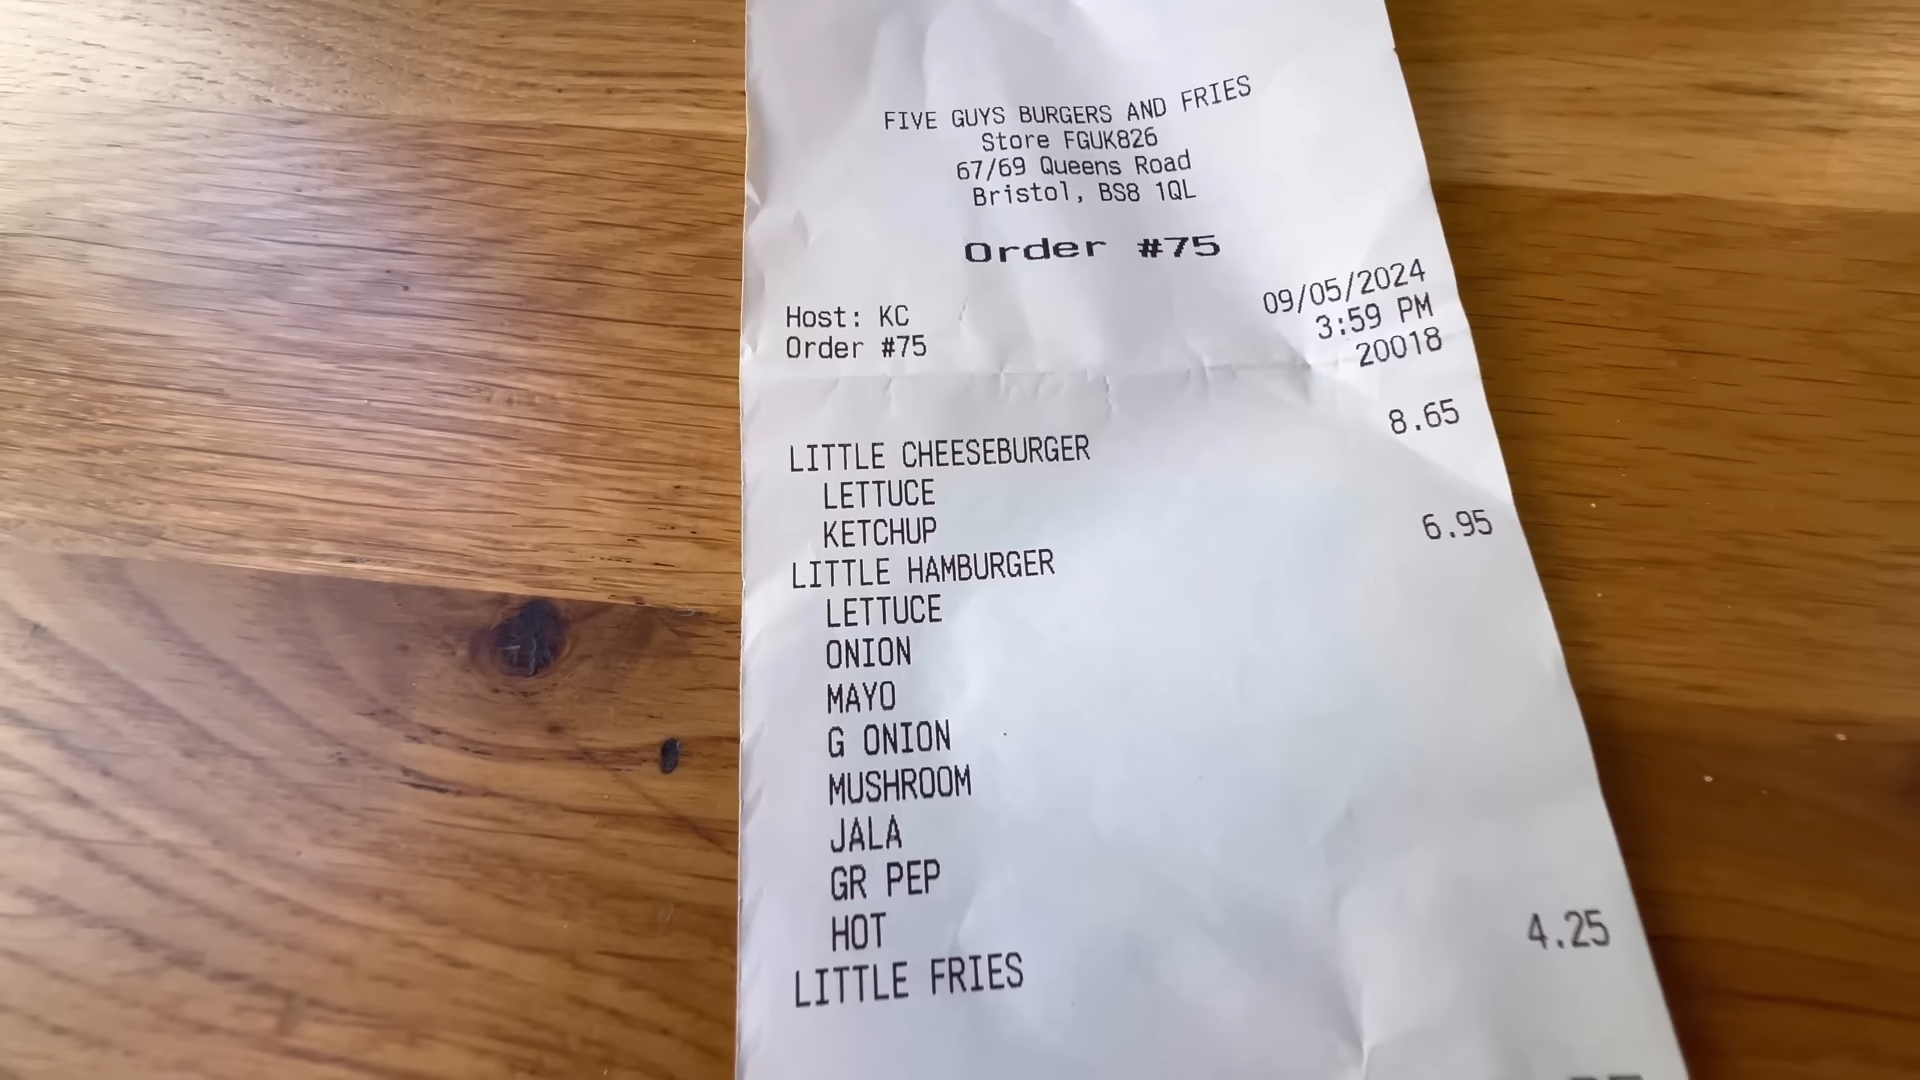 FIVE GUYS BURGERS AND FRIES
Store FGUK826
67/69 Queens Road
Bristol, BS8 1QL
Order #75
09/05/2024
Host: KC 3:59 PM
Order #75 20018
LITTLE CHEESEBURGER 8.65
LETTUCE
KETCHUP
LITTLE HAMBURGER 6.95
LETTUCE
ONION
MAYO
G ONION
MUSHROOM
JALA
GR PEP
HOT
LITTLE FRIES 4.25